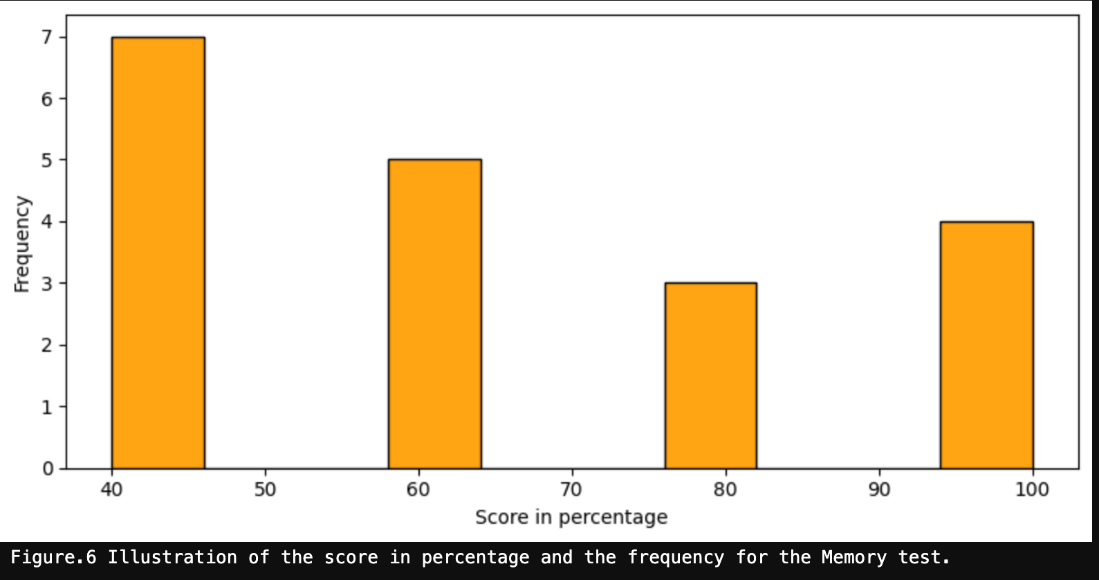 7
6
5
4
3
2
1
0
Frequency
40 50 60 70 80 90 100
Score in percentage
Figure.6 Illustration of the score in percentage and the frequency for the Memory test.